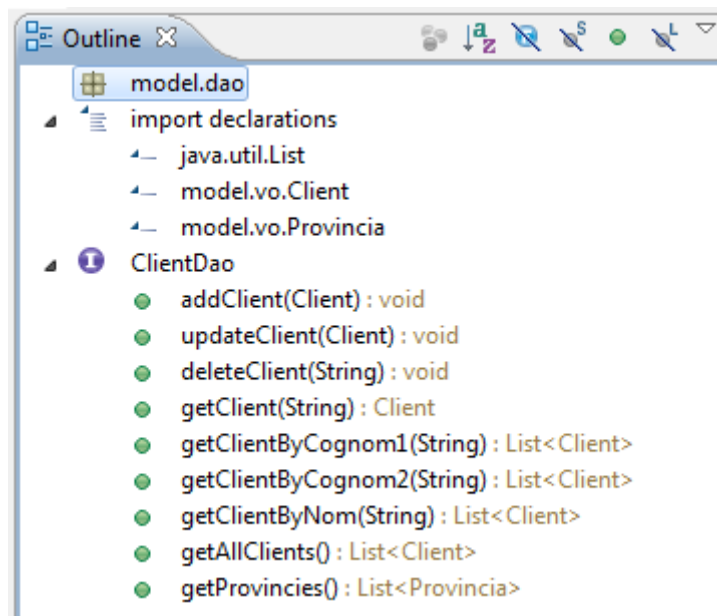 Outline
model.dao
import declarations
java.util.List
model.vo.Client
model.vo.Provincia
ClientDao
addClient(Client) : void
updateClient(Client) : void
deleteClient(String) : void
getClient(String) : Client
getClientByCognom1(String) : List<Client>
getClientByCognom2(String) : List<Client>
getClientByNom(String) : List<Client>
getAllClients() : List<Client>
getProvincies() : List<Provincia>